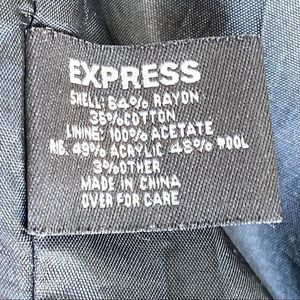 EXPRESS
SHELL: 64% RAYON
36% COTTON
LINING: 100% ACETATE
RIB: 49% ACRYLIC 48% WOOL
3% OTHER
MADE IN CHINA
OVER FOR CARE